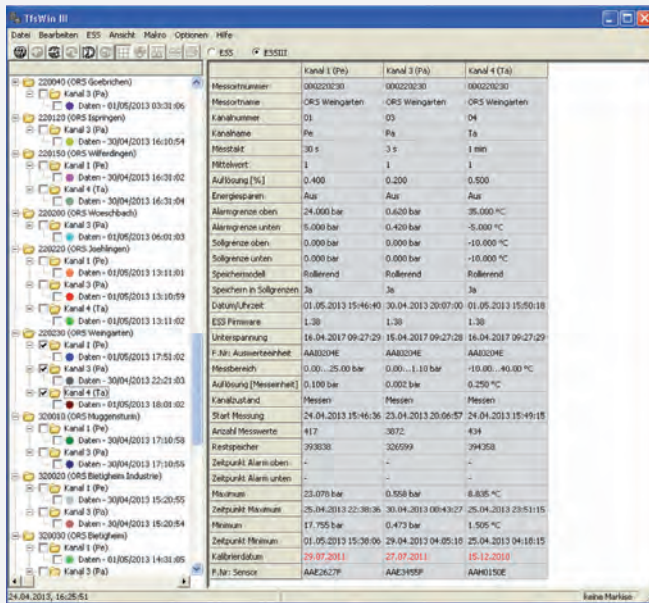 TfsWin III
Datei Bearbeiten ESS Ansicht Makro Optionen Hilfe
ESS ESSIII
220040 (ORS Goebrichen)
Kanal 3 (Pa)
Daten - 01/05/2013 03:31:06
220120 (ORS Ispringen)
Kanal 3 (Pa)
Daten - 30/04/2013 16:10:54
220150 (ORS Wilferdingen)
Kanal 1 (Pe)
Daten - 30/04/2013 16:31:02
Kanal 4 (Ta)
Daten - 30/04/2013 16:31:04
220200 (ORS Woeschbach)
Kanal 3 (Pa)
Daten - 01/05/2013 06:01:03
220220 (ORS Joehlingen)
Kanal 1 (Pe)
Daten - 01/05/2013 13:11:01
Kanal 3 (Pa)
Daten - 01/05/2013 13:10:59
Kanal 4 (Ta)
Daten - 01/05/2013 13:11:02
220230 (ORS Weingarten)
Kanal 1 (Pe)
Daten - 01/05/2013 17:51:02
Kanal 3 (Pa)
Daten - 30/04/2013 22:21:03
Kanal 4 (Ta)
Daten - 01/05/2013 18:01:02
320010 (ORS Muggensturm)
Kanal 1 (Pe)
Daten - 30/04/2013 17:10:58
Kanal 3 (Pa)
Daten - 30/04/2013 17:10:55
320020 (ORS Bietigheim Industrie)
Kanal 1 (Pe)
Daten - 30/04/2013 15:20:55
Kanal 3 (Pa)
Daten - 30/04/2013 15:20:54
320030 (ORS Bietigheim)
Kanal 1 (Pe)
Daten - 01/05/2013 14:31:05
Kanal 3 (Pa)
Kanal 1 (Pe) Kanal 3 (Pa) Kanal 4 (Ta)
Messortnummer 000220230 000220230 000220230
Messortname ORS Weingarten ORS Weingarten ORS Weingarten
Kanalnummer 01 03 04
Kanalname Pe Pa Ta
Messtakt 30 s 3 s 1 min
Mittelwert 1 1 1
Auflösung [%] 0.400 0.200 0.500
Energiesparen Aus Aus Aus
Alarmgrenze oben 24.000 bar 0.620 bar 35.000 °C
Alarmgrenze unten 5.000 bar 0.420 bar -5.000 °C
Sollgrenze oben 0.000 bar 0.000 bar -10.000 °C
Sollgrenze unten 0.000 bar 0.000 bar -10.000 °C
Speichermodell Rollierend Rollierend Rollierend
Speichern in Sollgrenzen Ja Ja Ja
Datum/Uhrzeit 01.05.2013 15:46:40 30.04.2013 20:07:00 01.05.2013 15:50:18
ESS Firmware 1.38 1.38 1.38
Unterspannung 16.04.2017 09:27:29 15.04.2017 09:27:28 16.04.2017 09:27:29
F.Nr: Auswerteeinheit AAI0204E AAI0204E AAI0204E
Messbereich 0.00...25.00 bar 0.00...1.10 bar -10.00...40.00 °C
Auflösung [Messeinheit] 0.100 bar 0.002 bar 0.250 °C
Kanalzustand Messen Messen Messen
Start Messung 24.04.2013 15:46:36 23.04.2013 20:06:57 24.04.2013 15:49:15
Anzahl Messwerte 417 3872 434
Restspeicher 393838 326599 394358
Zeitpunkt Alarm oben - - -
Zeitpunkt Alarm unten - - -
Maximum 23.078 bar 0.558 bar 8.835 °C
Zeitpunkt Maximum 25.04.2013 22:38:36 30.04.2013 00:43:27 25.04.2013 23:51:15
Minimum 17.755 bar 0.473 bar 1.505 °C
Zeitpunkt Minimum 01.05.2013 15:38:06 29.04.2013 04:05:18 25.04.2013 04:18:15
Kalibrierdatum 29.07.2011 27.07.2011 15.12.2010
F.Nr: Sensor AAE2627F AAE3455F AAH0150E
24.04.2013, 16:25:51 keine Markise